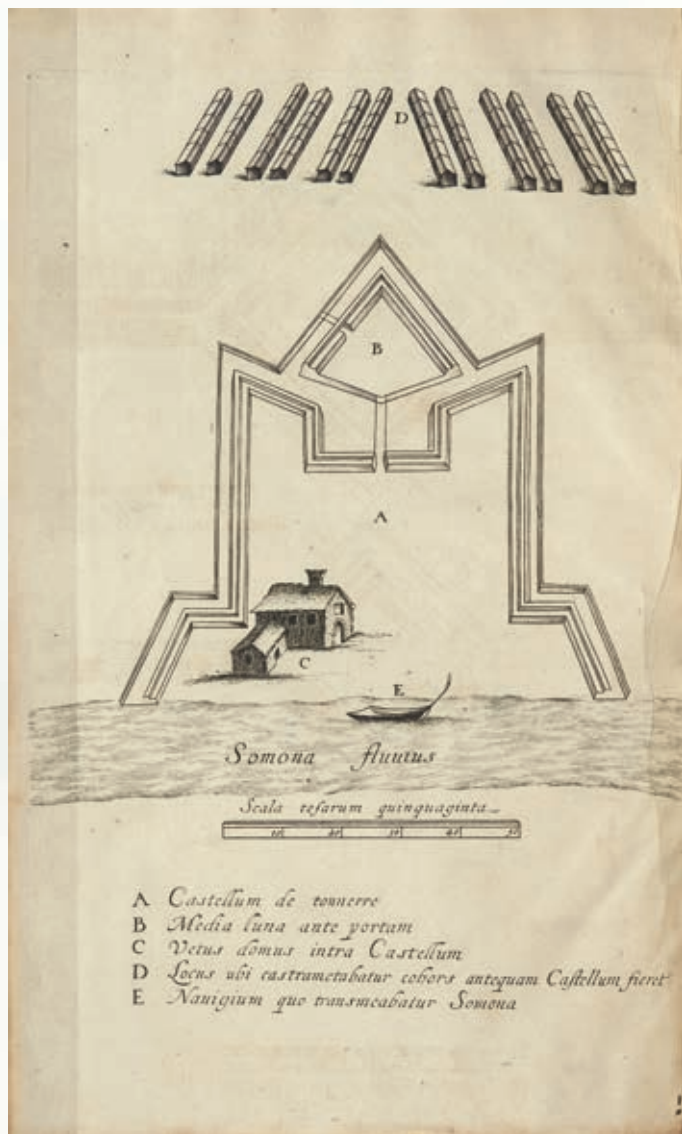 D
B
A
C
E
Somona fluuius
Scala tesarum quinquaginta
10 20 30 40 50
A Castellum de tonnerre
B Media luna ante portam
C Vetus domus intra Castellum
D Locus ubi castrametabatur cohors antequam Castellum fieret
E Nauigium quo transmeabatur Somona